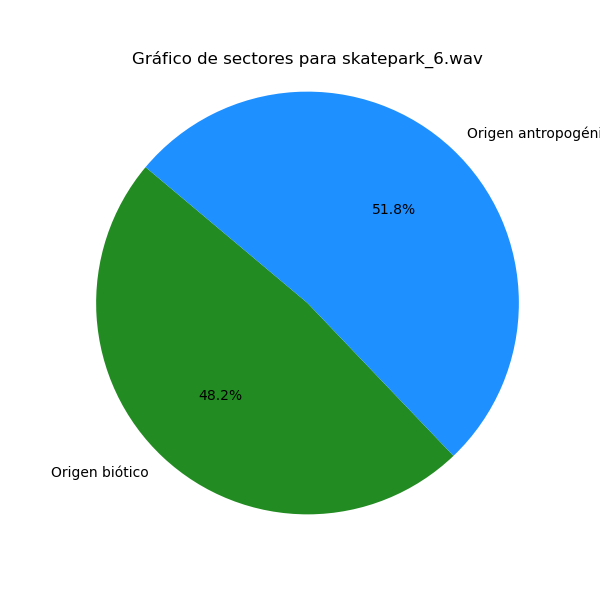 Gráfico de sectores para skatepark_6.wav
Origen antropogéni
51.8%
48.2%
Origen biótico